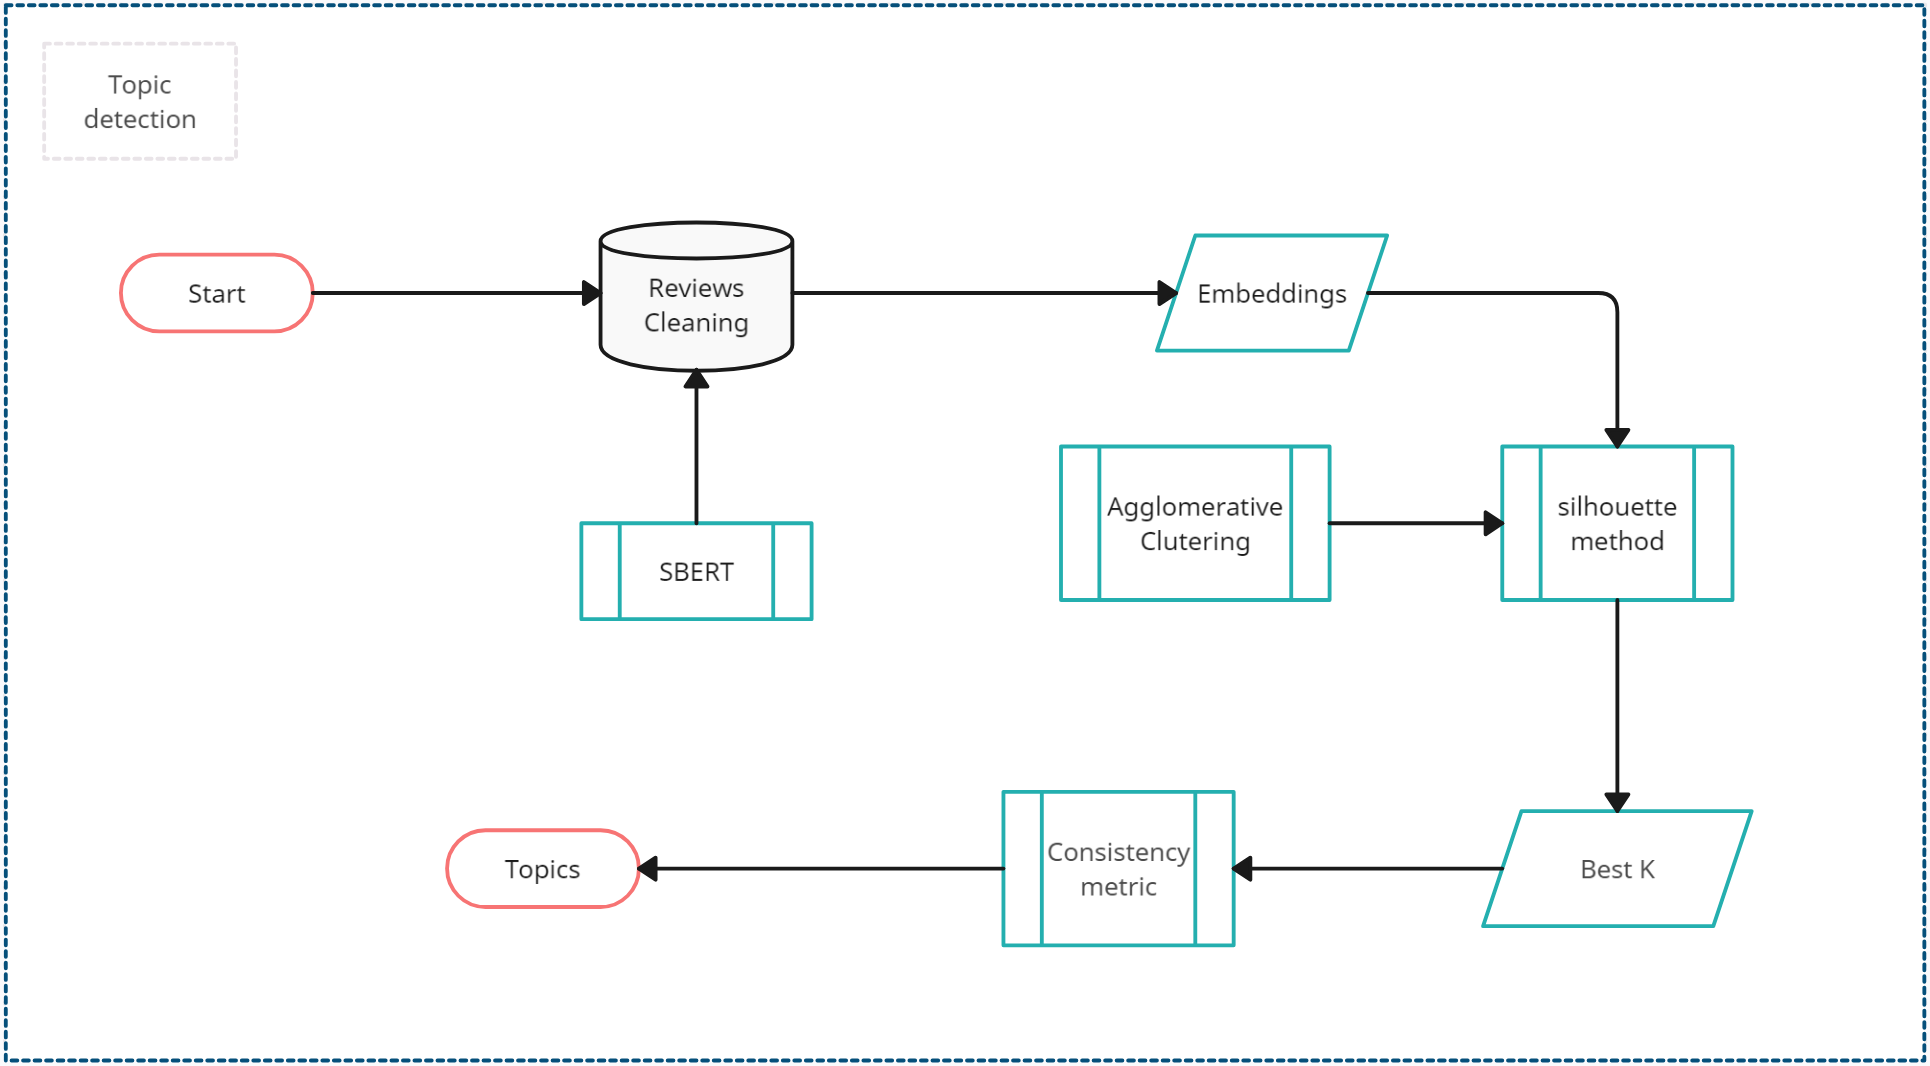 Topic
detection
Start
Reviews
Cleaning
Embeddings
SBERT
Agglomerative
Clutering
silhouette
method
Topics
Consistency
metric
Best K